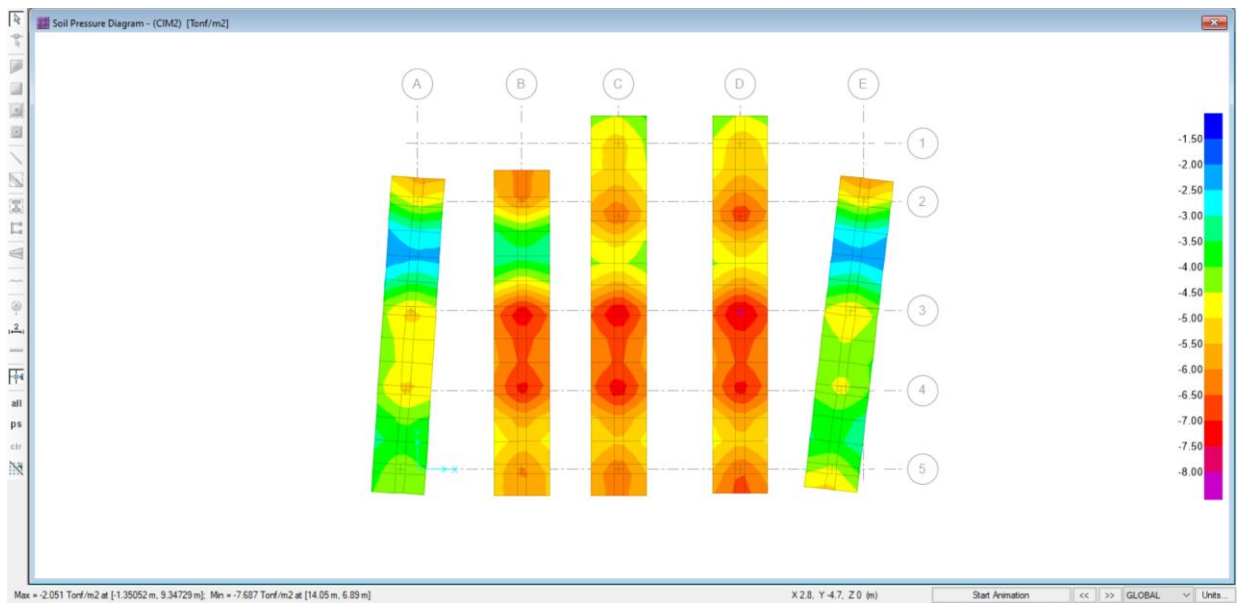 Soil Pressure Diagram - (CIM2) [Tonf/m2]
A B C D E
1
2
3
4
5
-1.50
-2.00
-2.50
-3.00
-3.50
-4.00
-4.50
-5.00
-5.50
-6.00
-6.50
-7.00
-7.50
-8.00
2
all
ps
clr
X
Max = -2.051 Tonf/m2 at [-1.35052 m, 9.34729 m]; Min = -7.687 Tonf/m2 at [14.05 m, 6.89 m]
X 2.8, Y -4.7, Z 0 (m)
Start Animation
<<
>>
GLOBAL
Units...